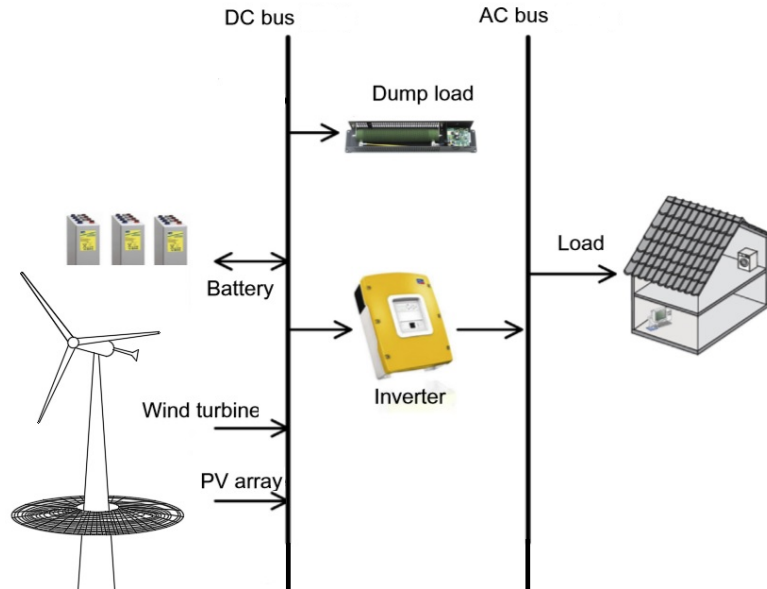 DC bus
AC bus
Dump load
Load
Battery
Inverter
Wind turbine
PV array